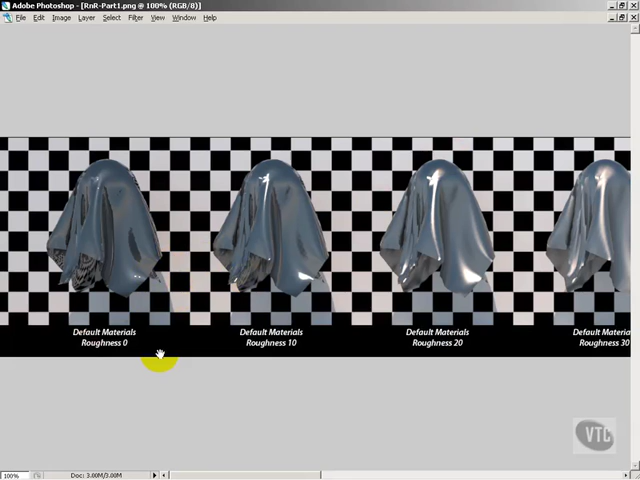 Adobe Photoshop - [RnR-Part1.png @ 100% (RGB/8)]
File Edit Image Layer Select Filter View Window Help
Default Materials
Roughness 0
Default Materials
Roughness 10
Default Materials
Roughness 20
Default Materia
Roughness 30
VTC
100%
Doc: 3.00M/3.00M